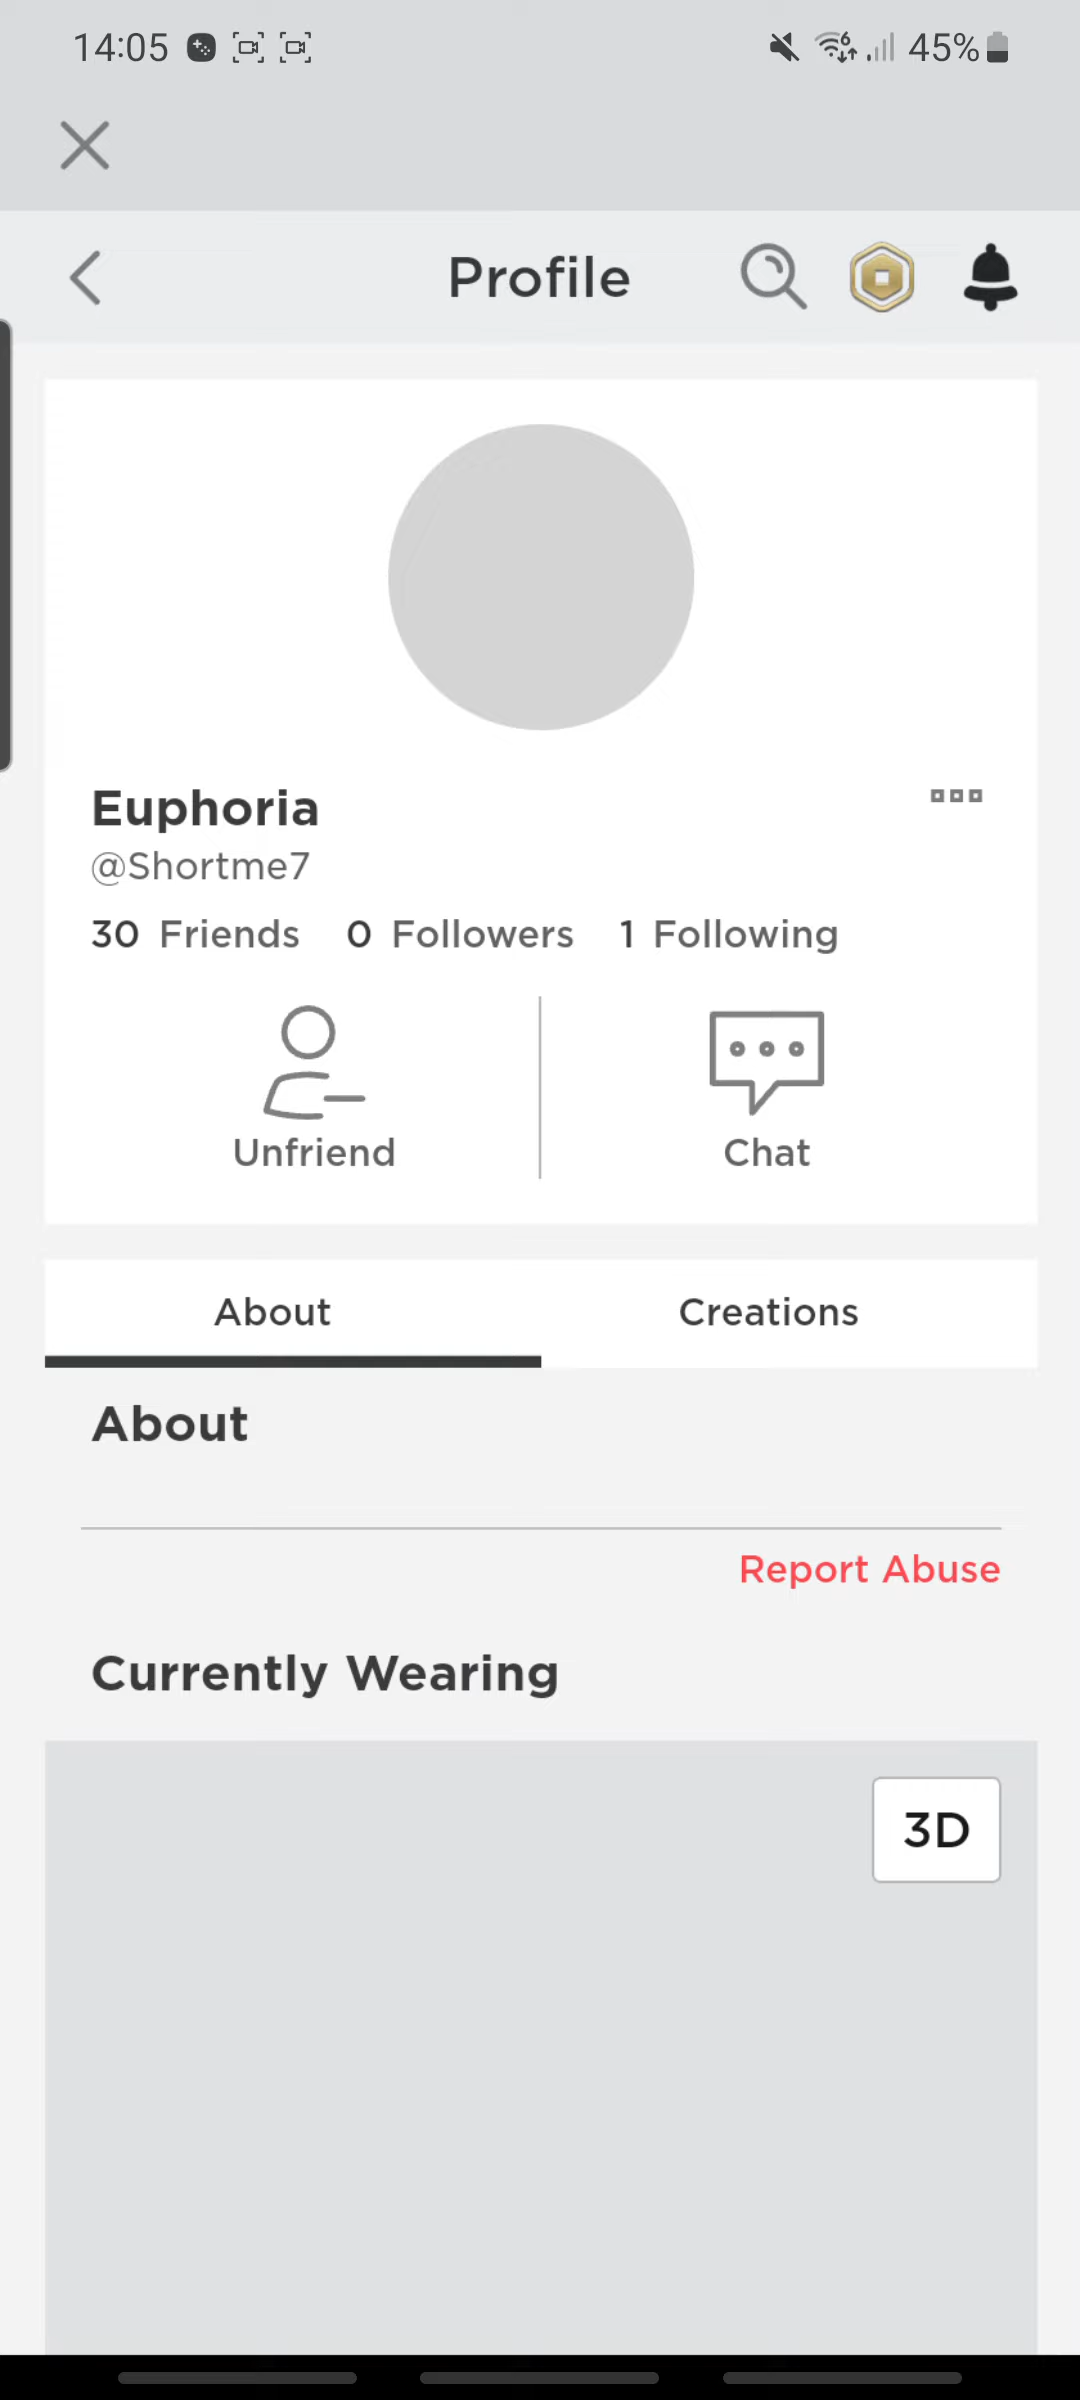 14:05 45%
Profile
Euphoria
@Shortme7
30 Friends 0 Followers 1 Following
Unfriend Chat
About Creations
About
Report Abuse
Currently Wearing
3D